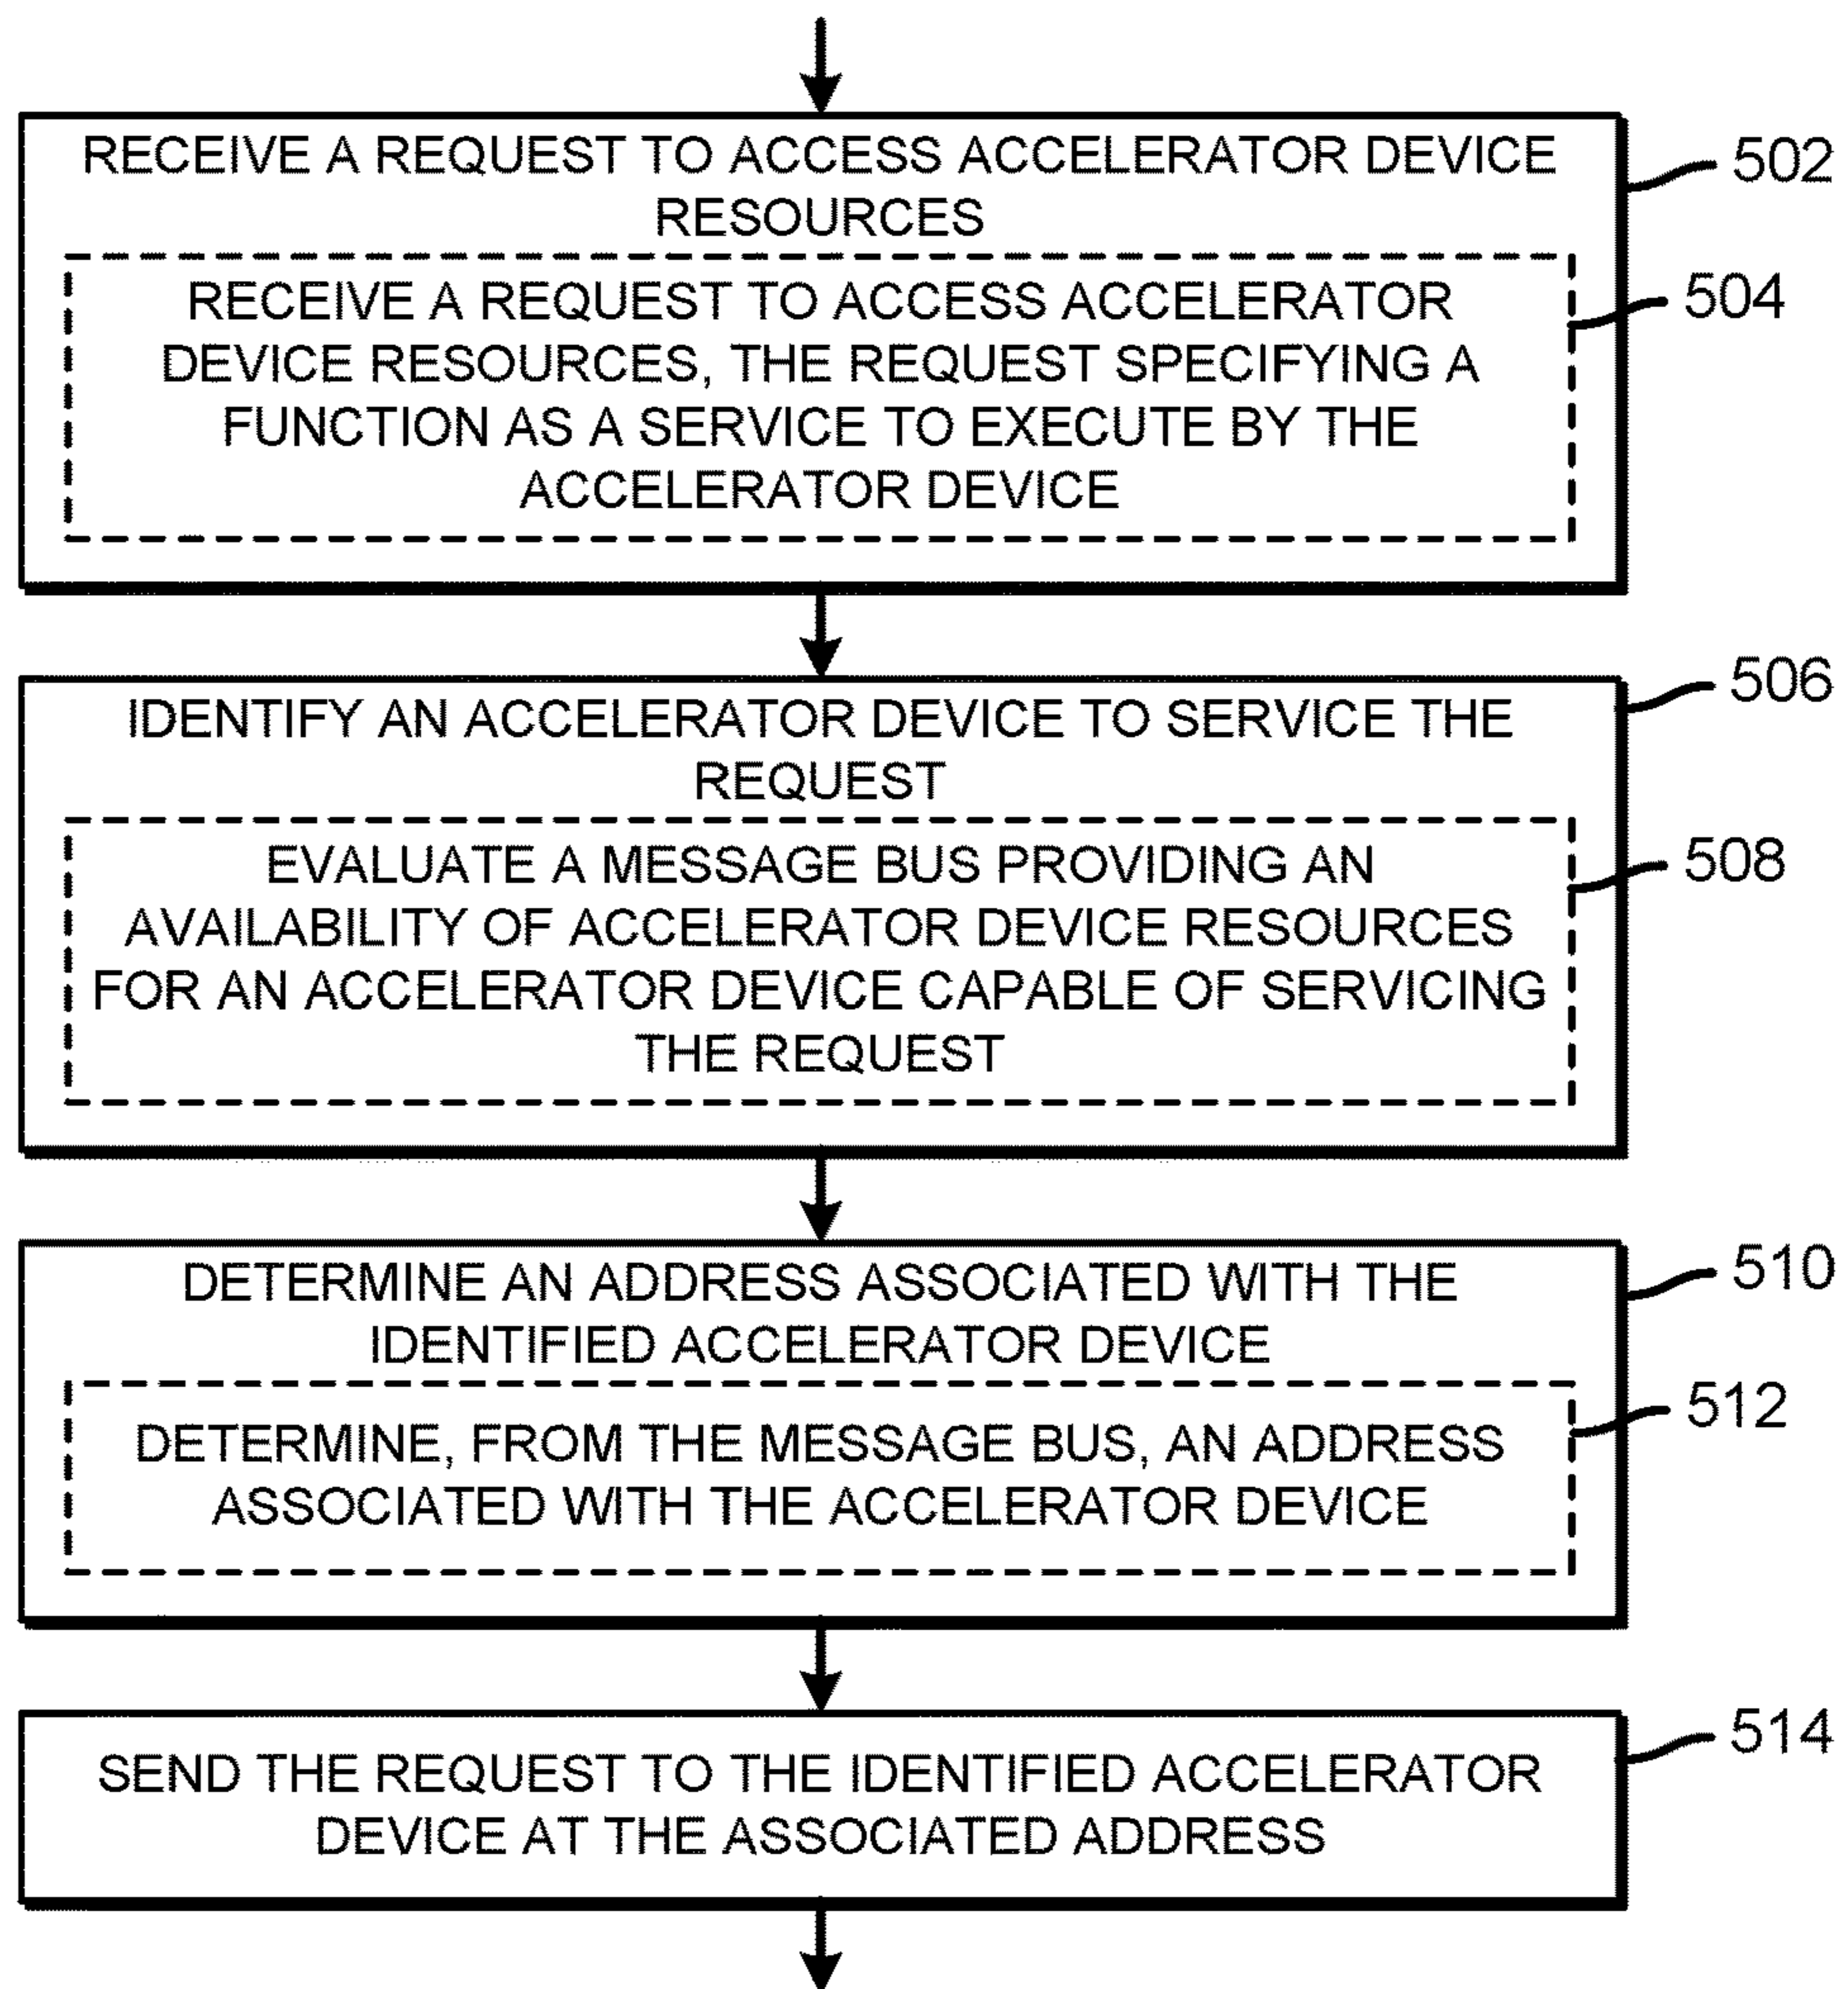 RECEIVE A REQUEST TO ACCESS ACCELERATOR DEVICE
RESOURCES
502
RECEIVE A REQUEST TO ACCESS ACCELERATOR
DEVICE RESOURCES, THE REQUEST SPECIFYING A
FUNCTION AS A SERVICE TO EXECUTE BY THE
ACCELERATOR DEVICE
504
IDENTIFY AN ACCELERATOR DEVICE TO SERVICE THE
REQUEST
506
EVALUATE A MESSAGE BUS PROVIDING AN
AVAILABILITY OF ACCELERATOR DEVICE RESOURCES
FOR AN ACCELERATOR DEVICE CAPABLE OF SERVICING
THE REQUEST
508
DETERMINE AN ADDRESS ASSOCIATED WITH THE
IDENTIFIED ACCELERATOR DEVICE
510
DETERMINE, FROM THE MESSAGE BUS, AN ADDRESS
ASSOCIATED WITH THE ACCELERATOR DEVICE
512
SEND THE REQUEST TO THE IDENTIFIED ACCELERATOR
DEVICE AT THE ASSOCIATED ADDRESS
514